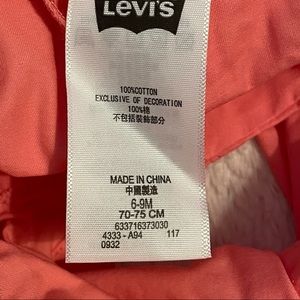 Levi's
100%COTTON
EXCLUSIVE OF DECORATION
100%棉
不包括裝飾部分
MADE IN CHINA
中國製造
6-9M
70-75 CM
633716373030
4333 - A94 117
0932